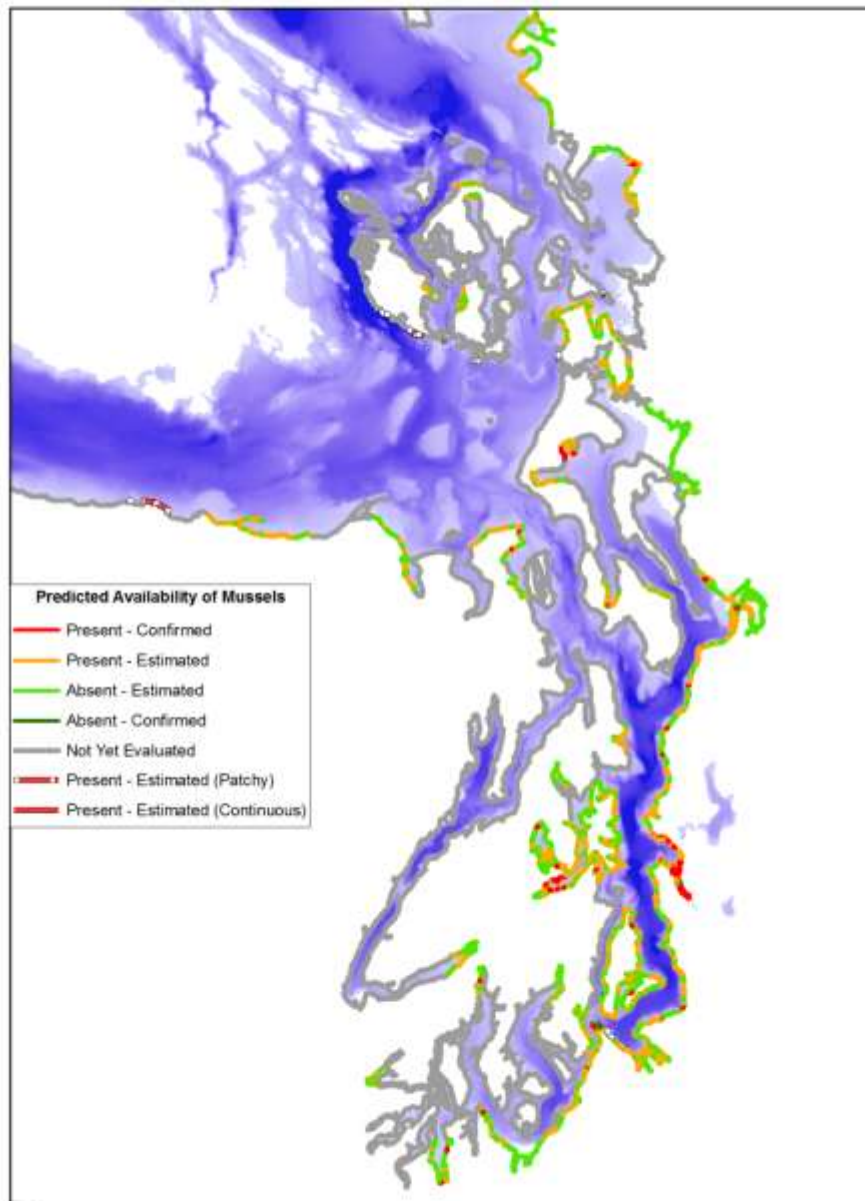 Predicted Availability of Mussels
Present - Confirmed
Present - Estimated
Absent - Estimated
Absent - Confirmed
Not Yet Evaluated
Present - Estimated (Patchy)
Present - Estimated (Continuous)